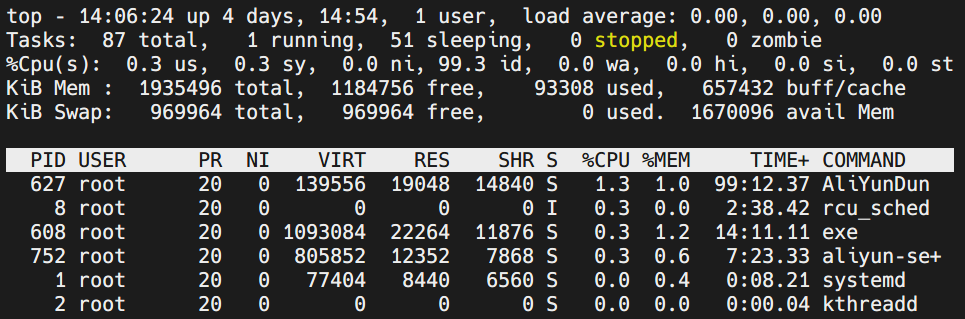 top - 14:06:24 up 4 days, 14:54,  1 user,  load average: 0.00, 0.00, 0.00
Tasks:  87 total,   1 running,  51 sleeping,   0 stopped,   0 zombie
%Cpu(s):  0.3 us,  0.3 sy,  0.0 ni, 99.3 id,  0.0 wa,  0.0 hi,  0.0 si,  0.0 st
KiB Mem :  1935496 total,  1184756 free,    93308 used,   657432 buff/cache
KiB Swap:   969964 total,   969964 free,        0 used.  1670096 avail Mem
  PID USER      PR  NI    VIRT    RES    SHR S  %CPU %MEM     TIME+ COMMAND
  627 root      20   0  139556  19048  14840 S   1.3  1.0  99:12.37 AliYunDun
    8 root      20   0       0      0      0 I   0.3  0.0   2:38.42 rcu_sched
  608 root      20   0 1093084  22264  11876 S   0.3  1.2  14:11.11 exe
  752 root      20   0  805852  12352   7868 S   0.3  0.6   7:23.33 aliyun-se+
    1 root      20   0   77404   8440   6560 S   0.0  0.4   0:08.21 systemd
    2 root      20   0       0      0      0 S   0.0  0.0   0:00.04 kthreadd